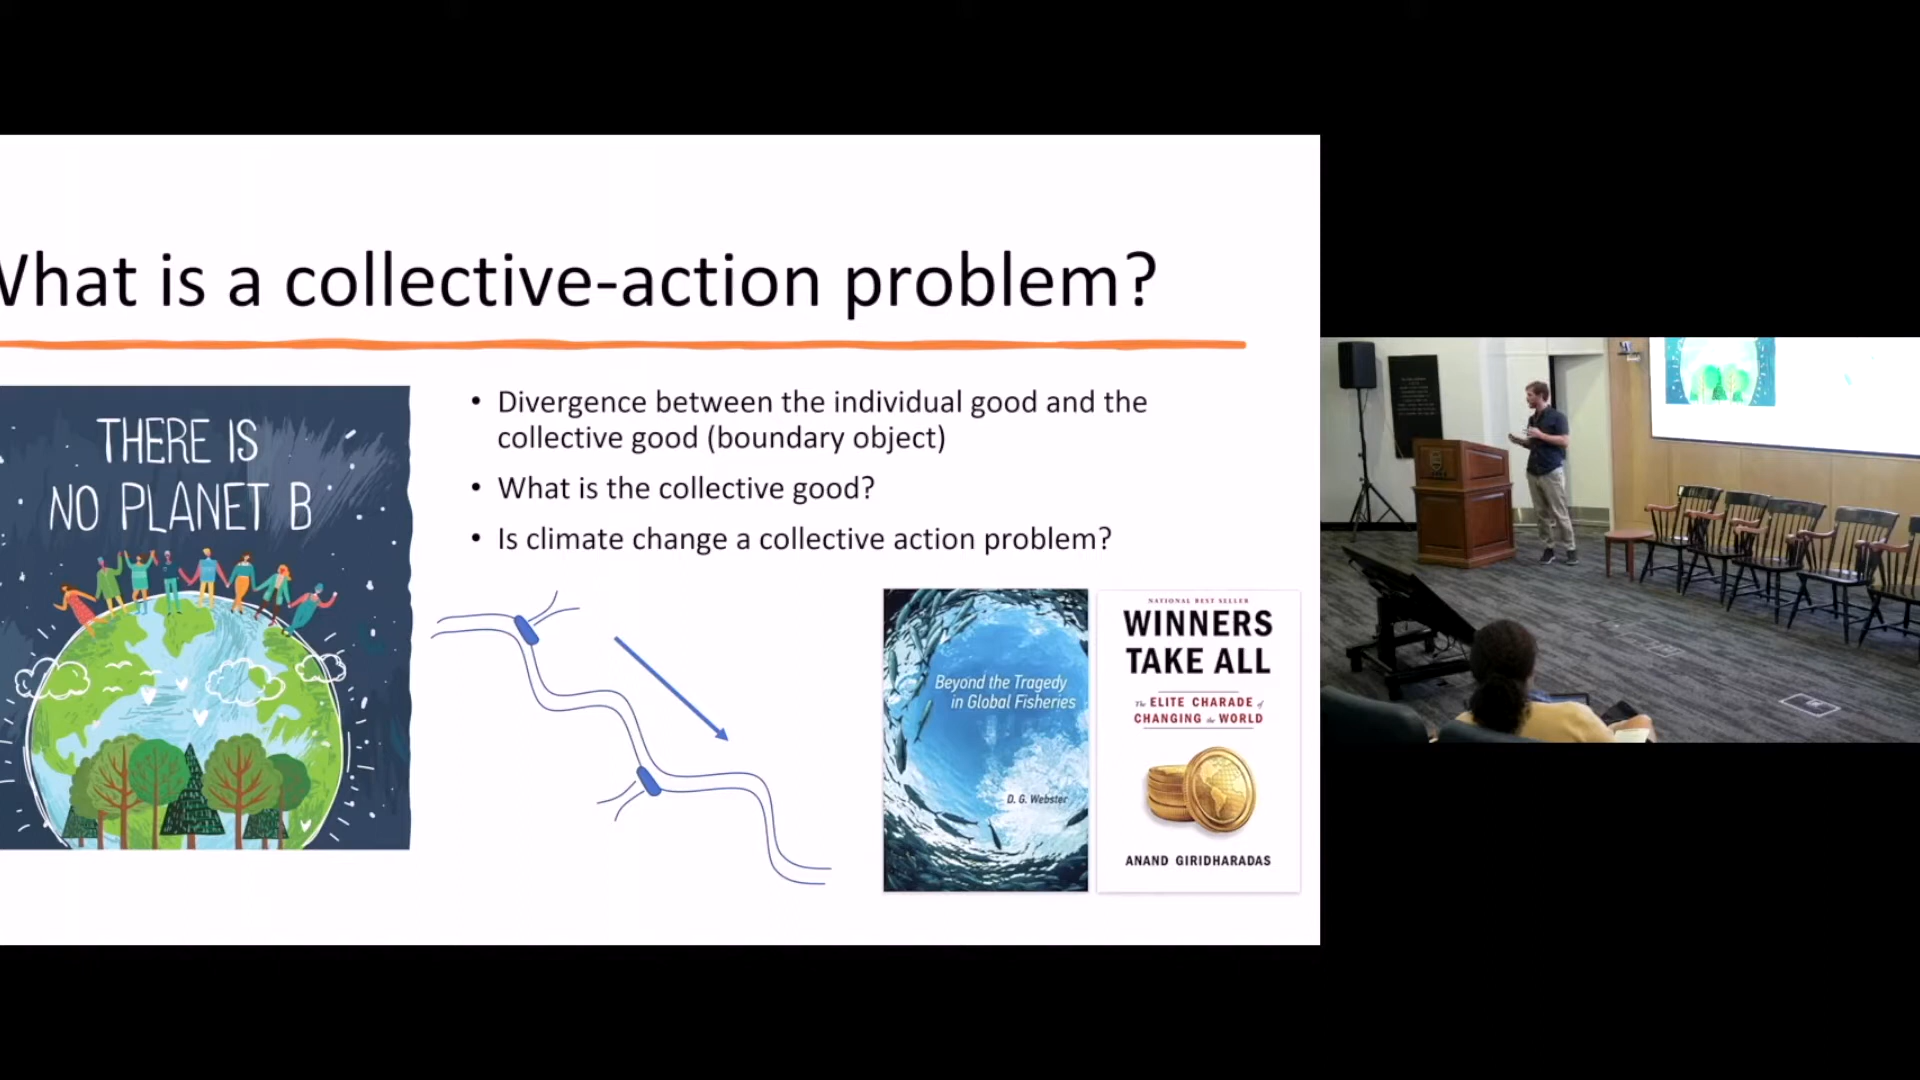 What is a collective-action problem?
THERE IS
NO PLANET B
• Divergence between the individual good and the
collective good (boundary object)
• What is the collective good?
• Is climate change a collective action problem?
Beyond the Tragedy
in Global Fisheries
D. G. Webster
NATIONAL BEST SELLER
WINNERS
TAKE ALL
The ELITE CHARADE of
CHANGING the WORLD
ANAND GIRIDHARADAS